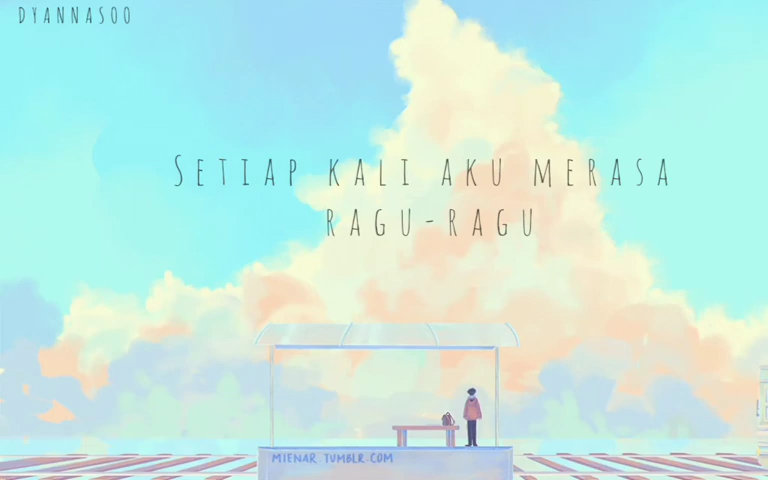 DYANNASOO
SETIAP KALI AKU MERASA
RAGU-RAGU
MIENAR TUMBLR.COM